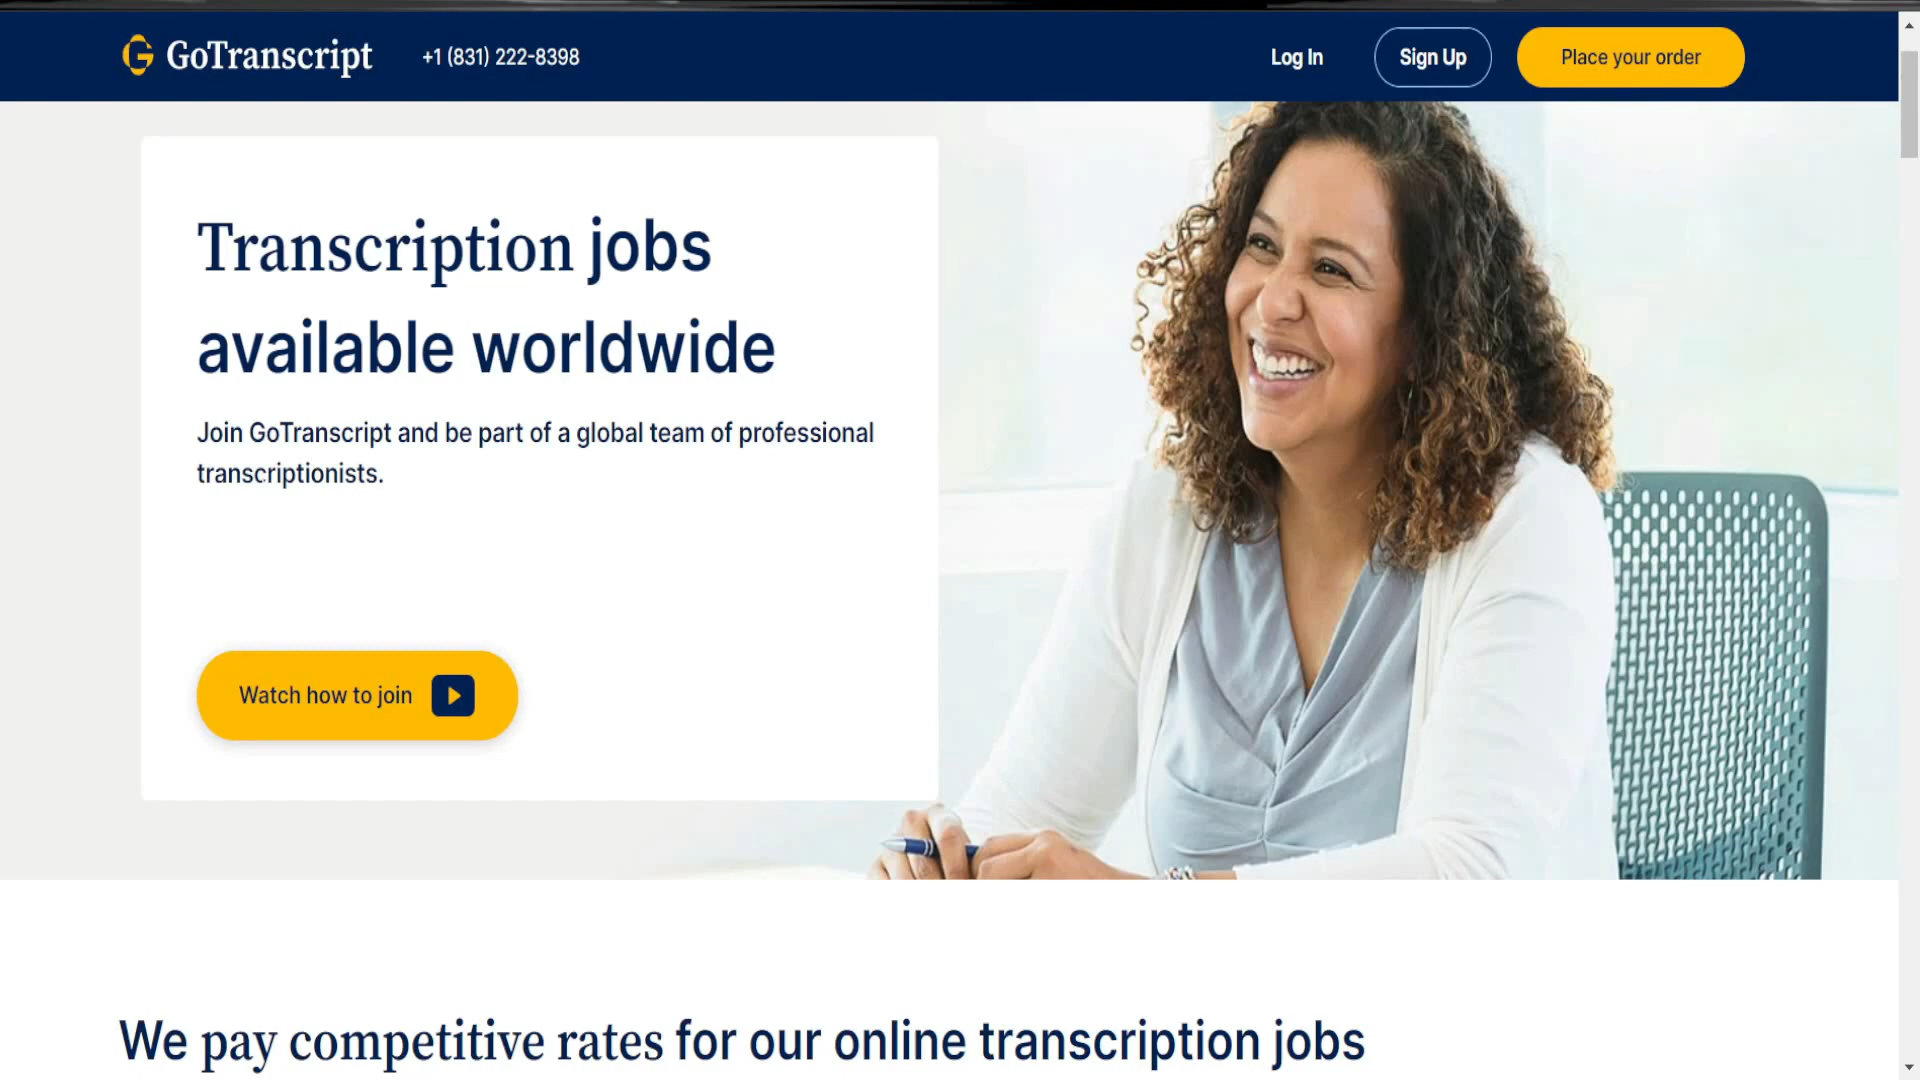 GoTranscript
+1 (831) 222-8398
Log In
Sign Up
Place your order
Transcription jobs
available worldwide
Join GoTranscript and be part of a global team of professional
transcriptionists.
Watch how to join
We pay competitive rates for our online transcription jobs